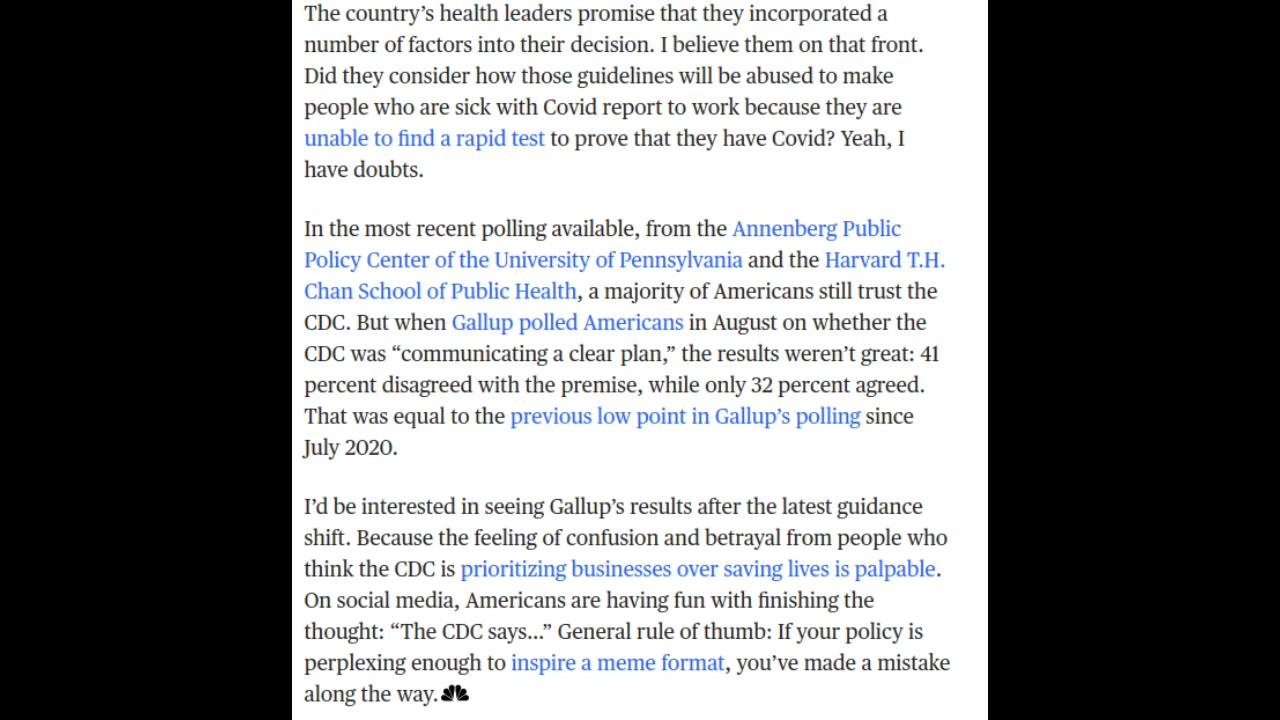 The country’s health leaders promise that they incorporated a
number of factors into their decision. I believe them on that front.
Did they consider how those guidelines will be abused to make
people who are sick with Covid report to work because they are
unable to find a rapid test to prove that they have Covid? Yeah, I
have doubts.
In the most recent polling available, from the Annenberg Public
Policy Center of the University of Pennsylvania and the Harvard T.H.
Chan School of Public Health, a majority of Americans still trust the
CDC. But when Gallup polled Americans in August on whether the
CDC was “communicating a clear plan,” the results weren’t great: 41
percent disagreed with the premise, while only 32 percent agreed.
That was equal to the previous low point in Gallup’s polling since
July 2020.
I’d be interested in seeing Gallup’s results after the latest guidance
shift. Because the feeling of confusion and betrayal from people who
think the CDC is prioritizing businesses over saving lives is palpable.
On social media, Americans are having fun with finishing the
thought: “The CDC says...” General rule of thumb: If your policy is
perplexing enough to inspire a meme format, you’ve made a mistake
along the way.